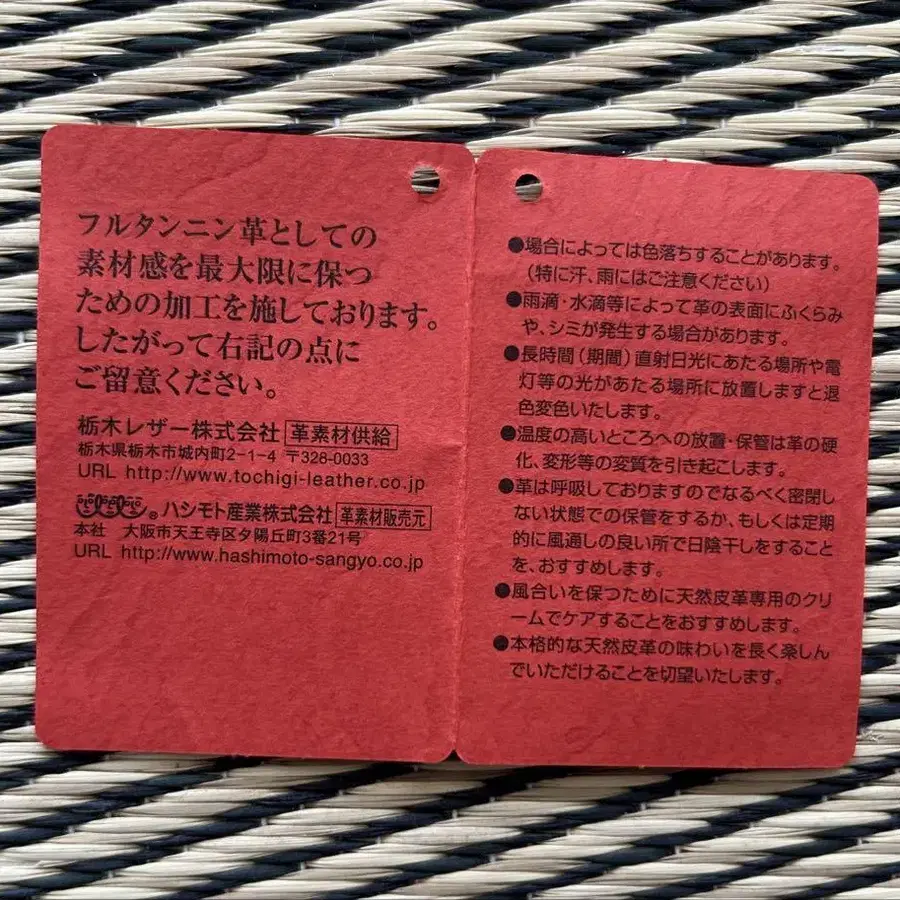 フルタンニン革としての
素材感を最大限に保つ
ための加工を施しております。
したがって右記の点に
ご留意ください。
栃木レザー株式会社 革素材供給
栃木県栃木市城内町2-1-4 〒328-0033
URL http://www.tochigi-leather.co.jp
®ハシモト産業株式会社 革素材販売元
本社 大阪市天王寺区夕陽丘町3番21号
URL http://www.hashimoto-sangyo.co.jp
●場合によっては色落ちすることがあります。
(特に汗、雨にはご注意ください)
●雨滴・水滴等によって革の表面にふくらみ
や、シミが発生する場合があります。
●長時間(期間)直射日光にあたる場所や電
灯等の光があたる場所に放置しますと退
色変色いたします。
●温度の高いところへの放置・保管は革の硬
化、変形等の変質を引き起こします。
●革は呼吸しておりますのでなるべく密閉し
ない状態での保管をするか、もしくは定期
的に風通しの良い所で日陰干しをすること
を、おすすめします。
●風合いを保つために天然皮革専用のクリ
ームでケアすることをおすすめします。
●本格的な天然皮革の味わいを長く楽しん
でいただけることを切望いたします。